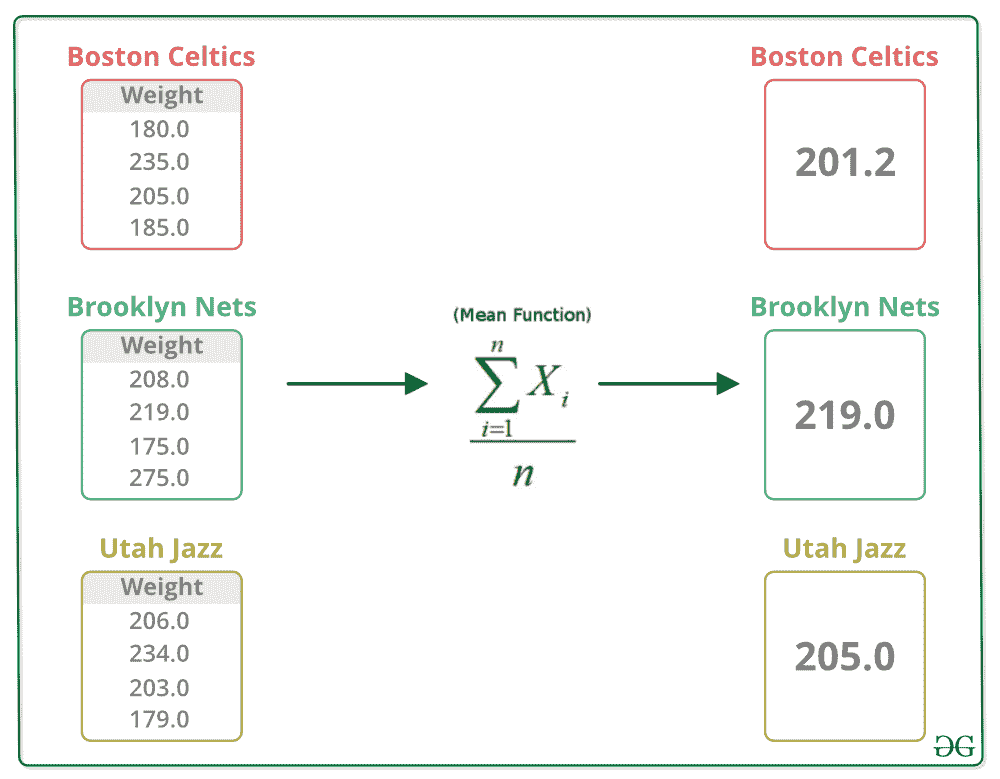 Boston Celtics
Weight
180.0
235.0
205.0
185.0
Brooklyn Nets
Weight
208.0
219.0
175.0
275.0
Utah Jazz
Weight
206.0
234.0
203.0
179.0
(Mean Function)
n
∑ X i
i=1
n
Boston Celtics
201.2
Brooklyn Nets
219.0
Utah Jazz
205.0
GG